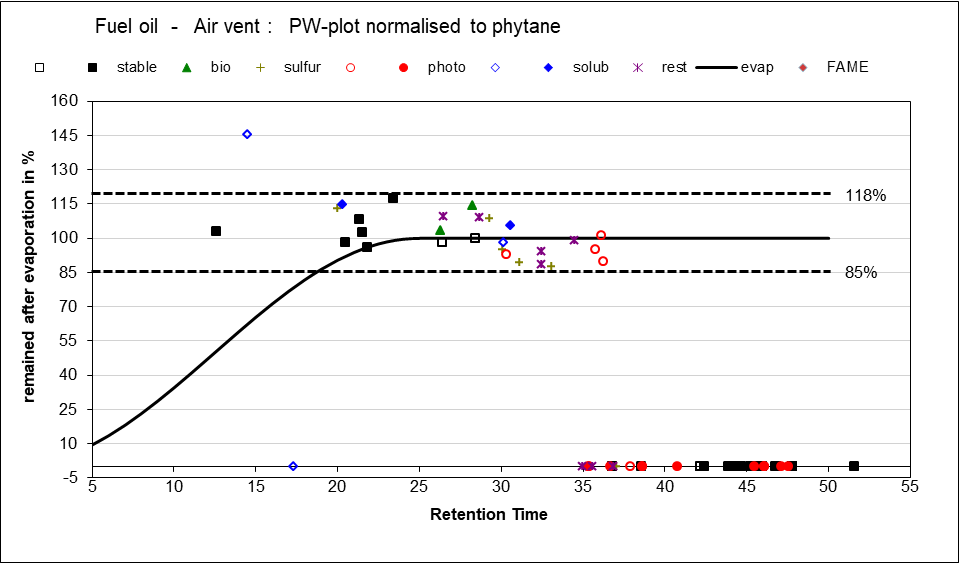 Fuel oil - Air vent : PW-plot normalised to phytane
stable bio sulfur photo solub rest evap FAME
160
145
130
115
100
85
70
55
40
25
10
-5
118%
85%
5 10 15 20 25 30 35 40 45 50 55
remained after evaporation in %
Retention Time